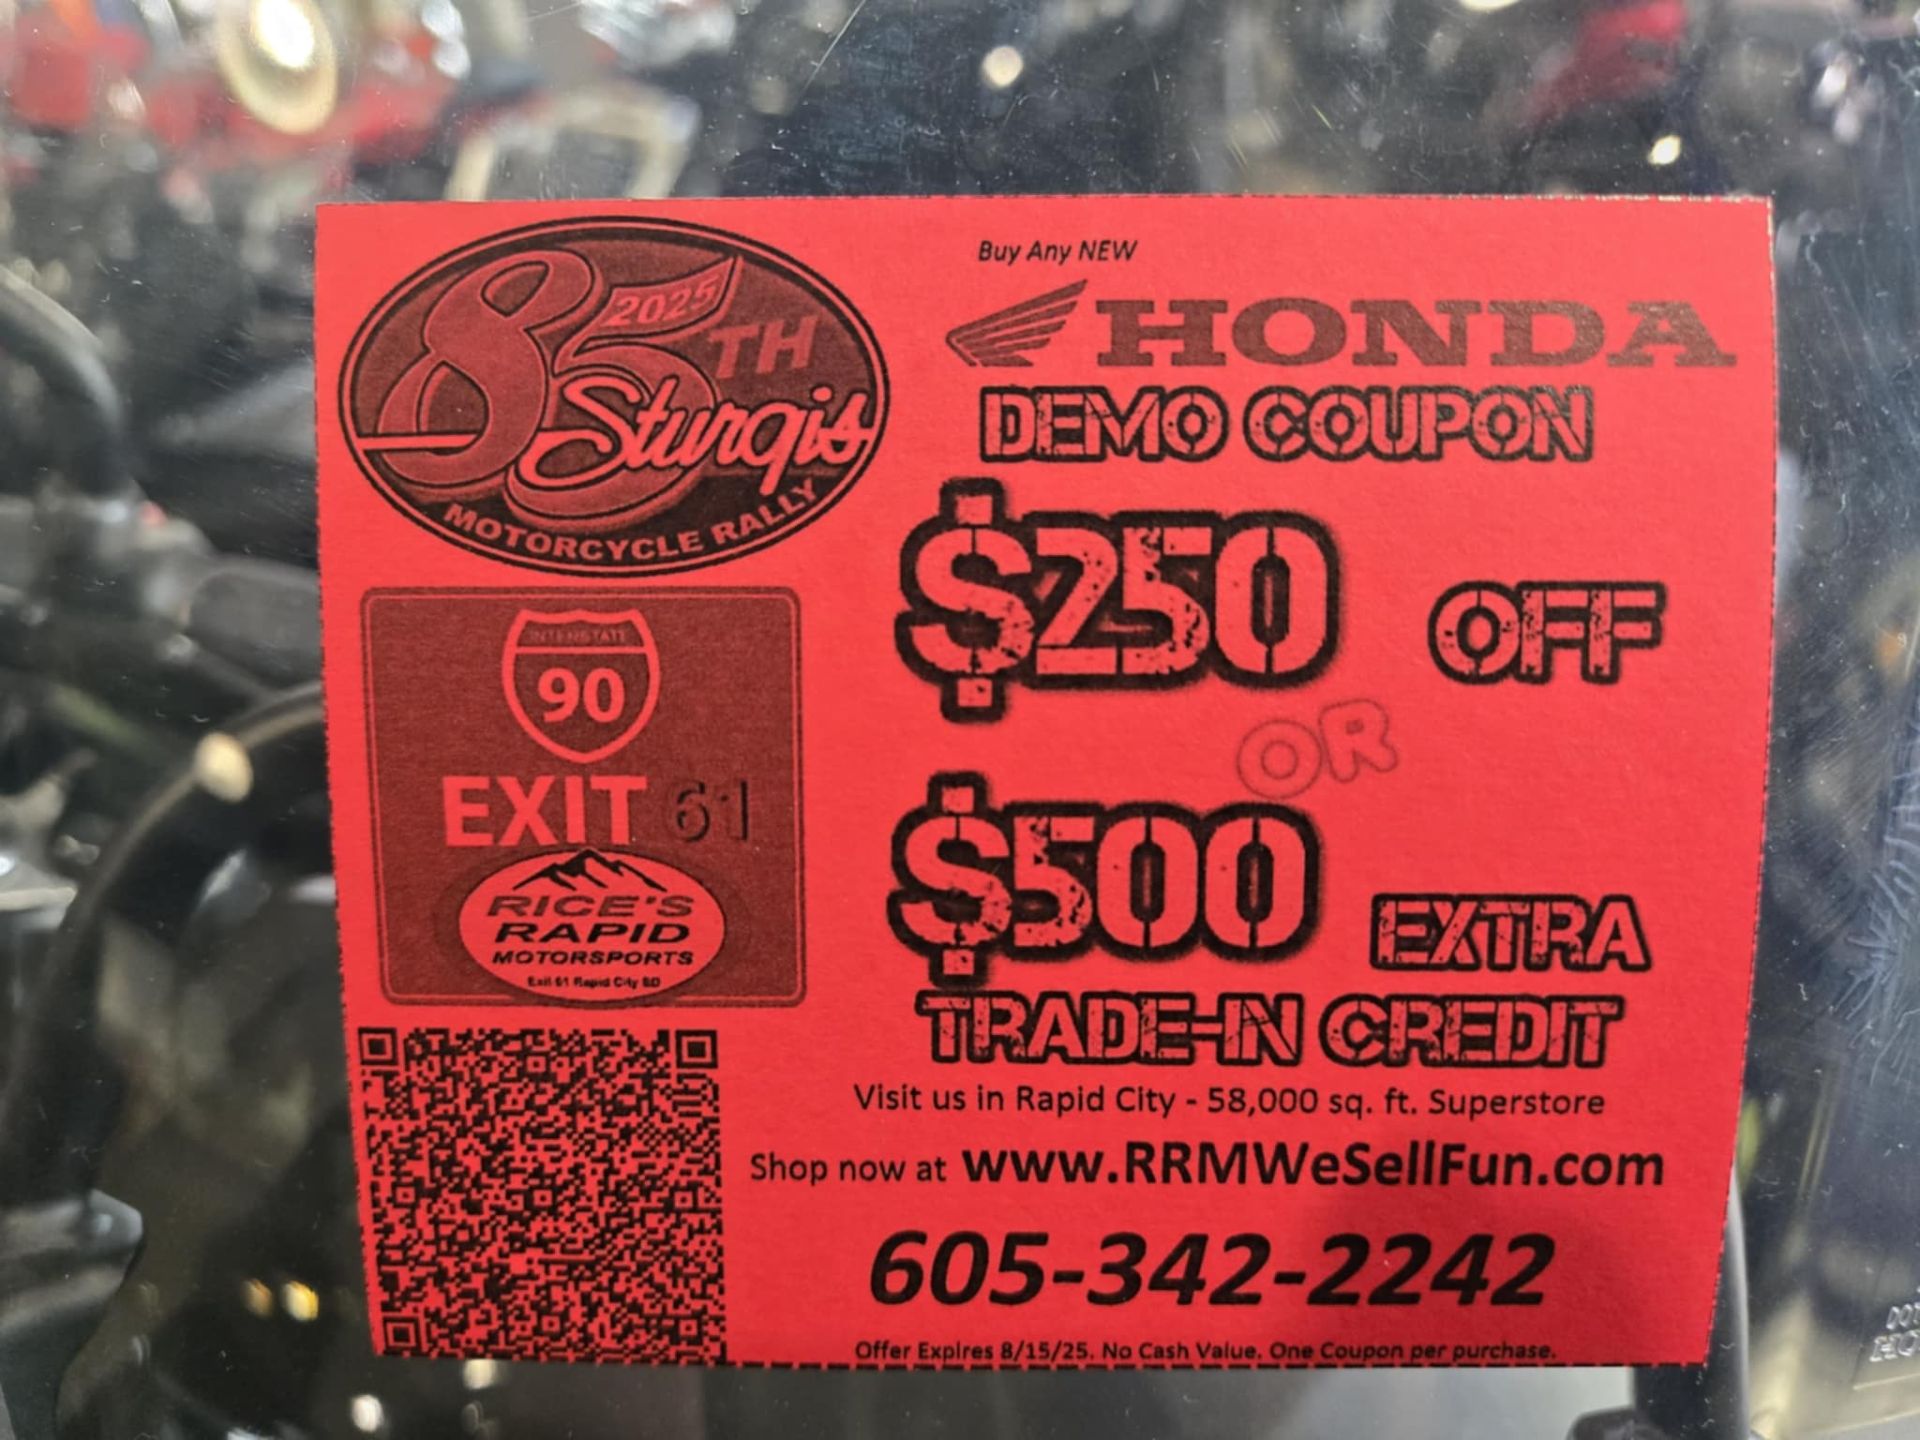 2025
85TH
Sturgis
MOTORCYCLE RALLY
INTERSTATE
90
EXIT 61
RICE'S
RAPID
MOTORSPORTS
Exit 61 Rapid City SD
Buy Any NEW
HONDA
DEMO COUPON
$250 OFF
OR
$500 EXTRA
TRADE-IN CREDIT
Visit us in Rapid City - 58,000 sq. ft. Superstore
Shop now at www.RRMWeSellFun.com
605-342-2242
Offer Expires 8/15/25. No Cash Value. One Coupon per purchase.